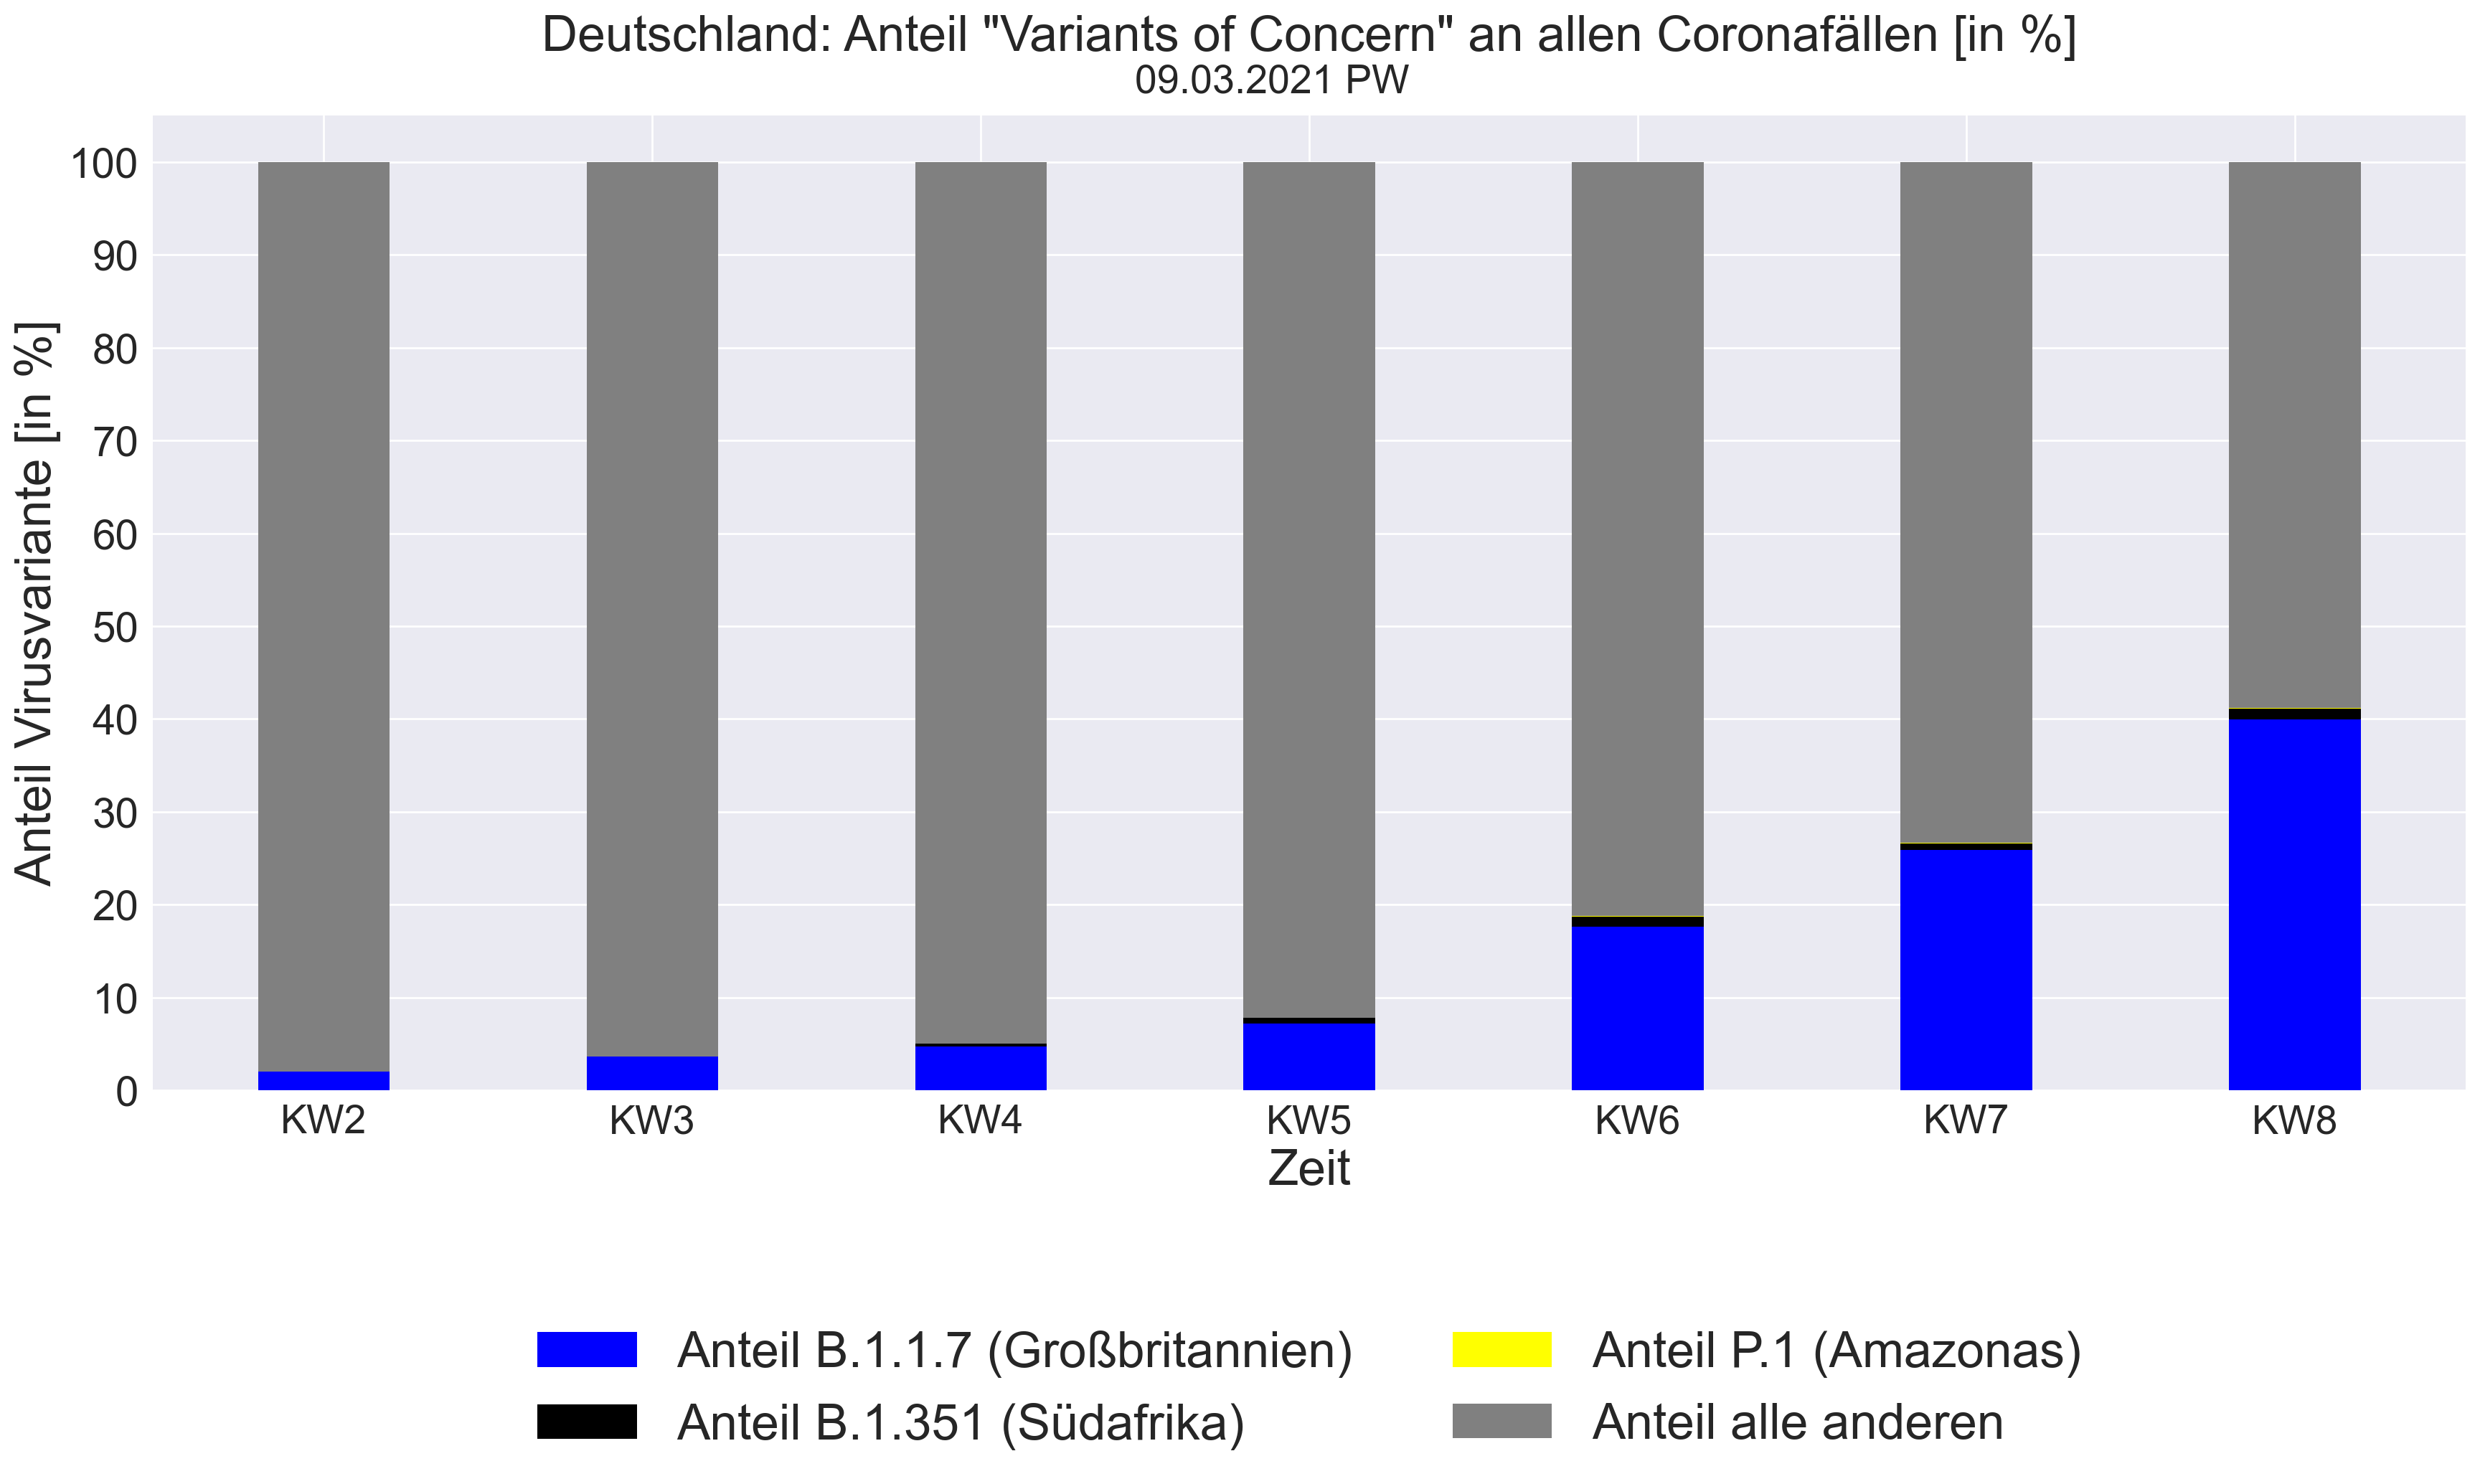 Deutschland: Anteil "Variants of Concern" an allen Coronafällen [in %]
09.03.2021 PW
Anteil Virusvariante [in %]
100
90
80
70
60
50
40
30
20
10
0
KW2 KW3 KW4 KW5 KW6 KW7 KW8
Zeit
Anteil B.1.1.7 (Großbritannien)
Anteil B.1.351 (Südafrika)
Anteil P.1 (Amazonas)
Anteil alle anderen